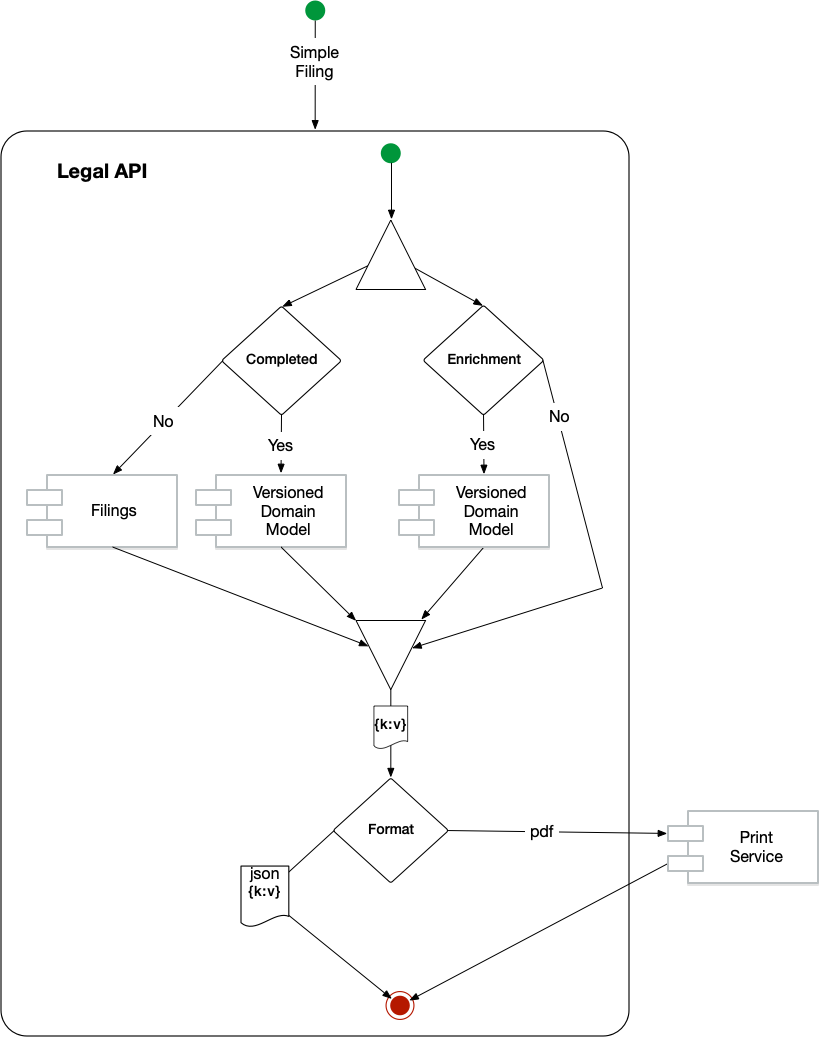 Simple
Filing
Legal API
Completed
Enrichment
No
No
Yes
Yes
Filings
Versioned
Domain
Model
Versioned
Domain
Model
{k:v}
Format
pdf
Print
Service
json
{k:v}